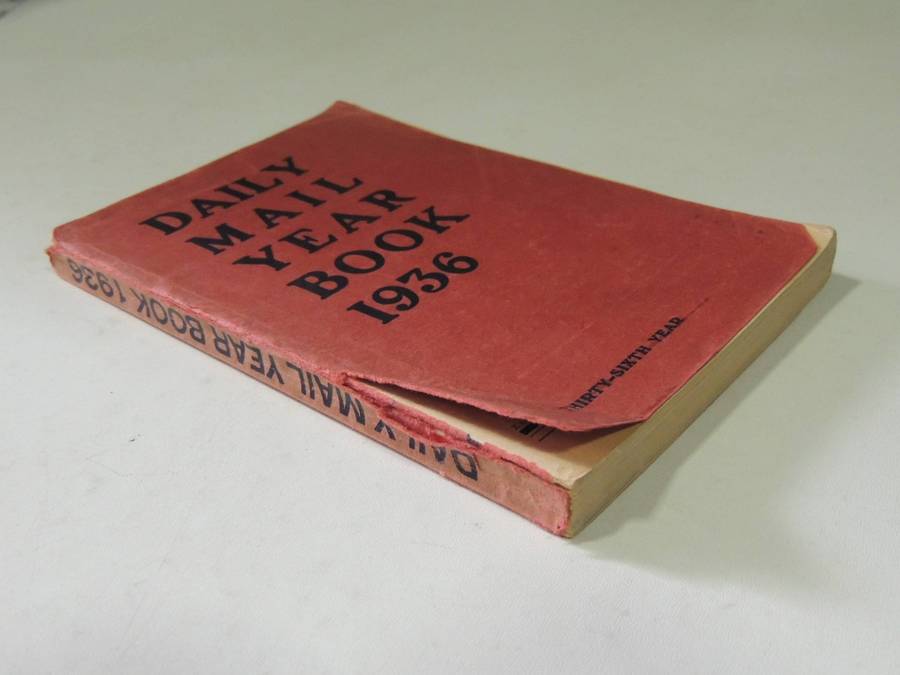 DAILY
MAIL
YEAR
BOOK
1936
THIRTY-SIXTH YEAR
DAILY MAIL YEAR BOOK 1936